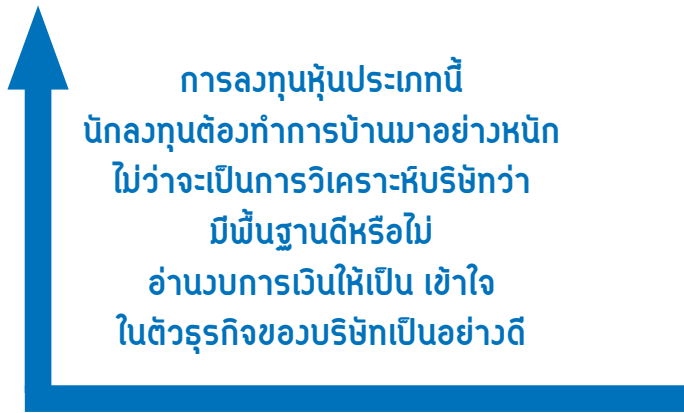 การลงทุนหุ้นประเภทนี้
นักลงทุนต้องทำการบ้านมาอย่างหนัก
ไม่ว่าจะเป็นการวิเคราะห์บริษัทว่า
มีพื้นฐานดีหรือไม่
อ่านงบการเงินให้เป็น เข้าใจ
ในตัวธุรกิจของบริษัทเป็นอย่างดี